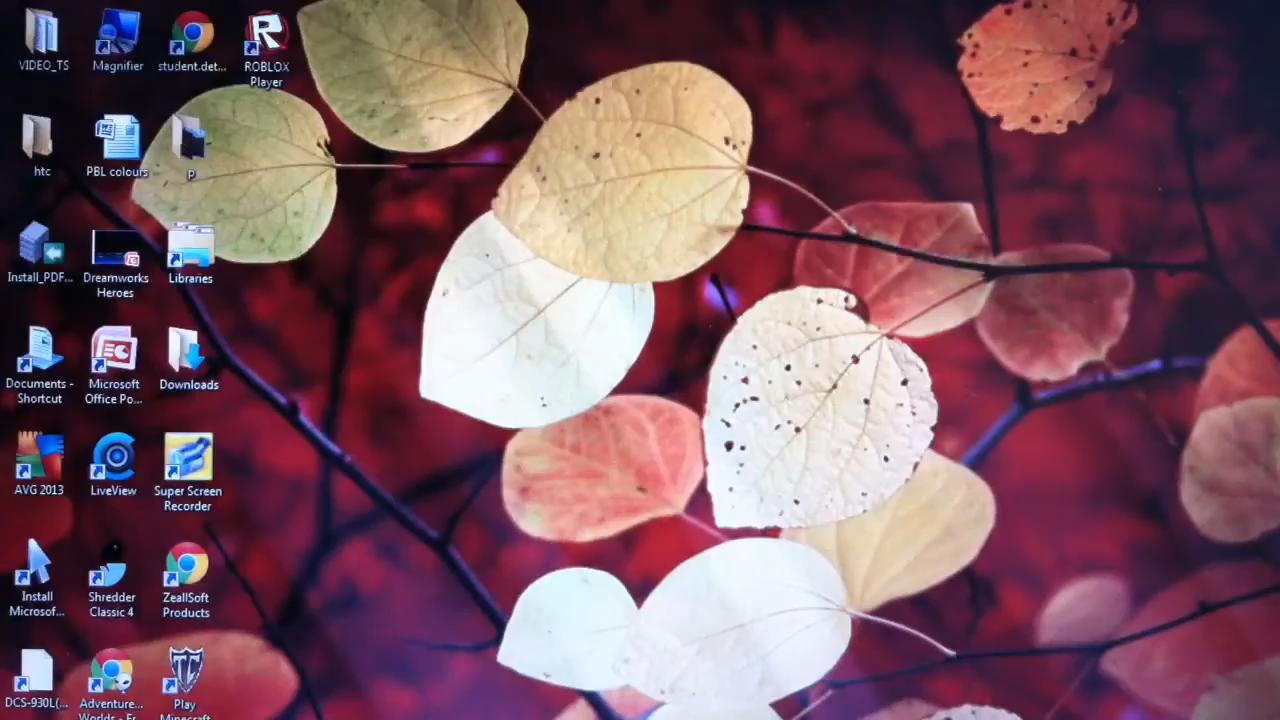 VIDEO_TS
Magnifier
student.det...
ROBLOX
Player
htc
PBL colours
p
Install_PDF...
Dreamworks
Heroes
Libraries
Documents -
Shortcut
Microsoft
Office Po...
Downloads
AVG 2013
LiveView
Super Screen
Recorder
Install
Microsof...
Shredder
Classic 4
ZeallSoft
Products
DCS-930L(...
Adventure...
Worlds - Fr...
Play
Minecraft